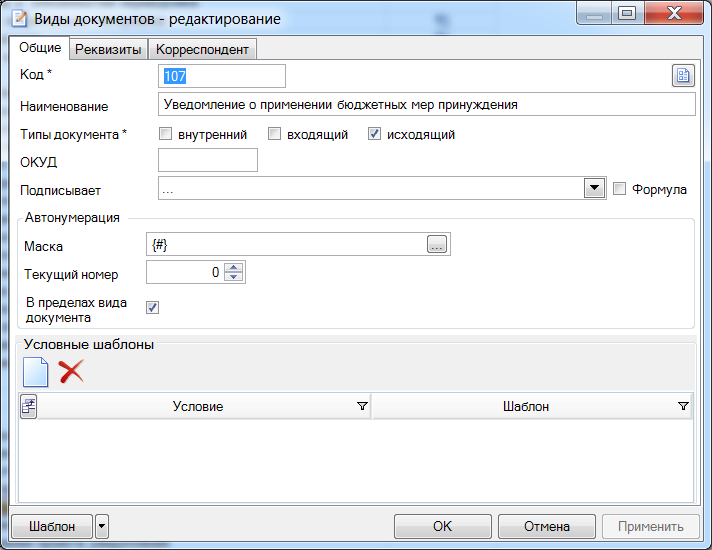 Виды документов - редактирование
Общие Реквизиты Корреспондент
Код * 107
Наименование Уведомление о применении бюджетных мер принуждения
Типы документа * внутренний входящий исходящий
ОКУД
Подписывает ... Формула
Автонумерация
Маска {#} ...
Текущий номер 0
В пределах вида
документа
Условные шаблоны
Условие Шаблон
Шаблон OK Отмена Применить